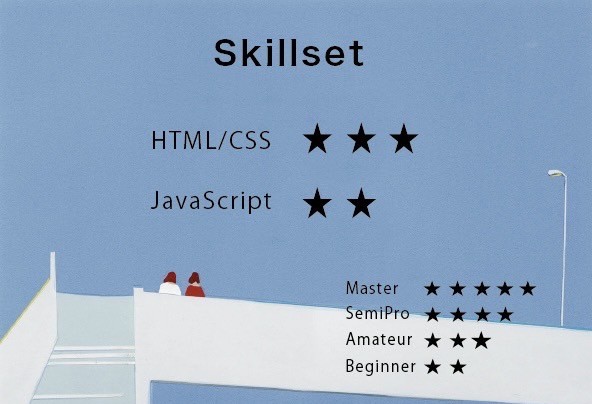 Skillset
HTML/CSS ★ ★ ★
JavaScript ★ ★
Master ★ ★ ★ ★ ★
SemiPro ★ ★ ★ ★
Amateur ★ ★ ★
Beginner ★ ★